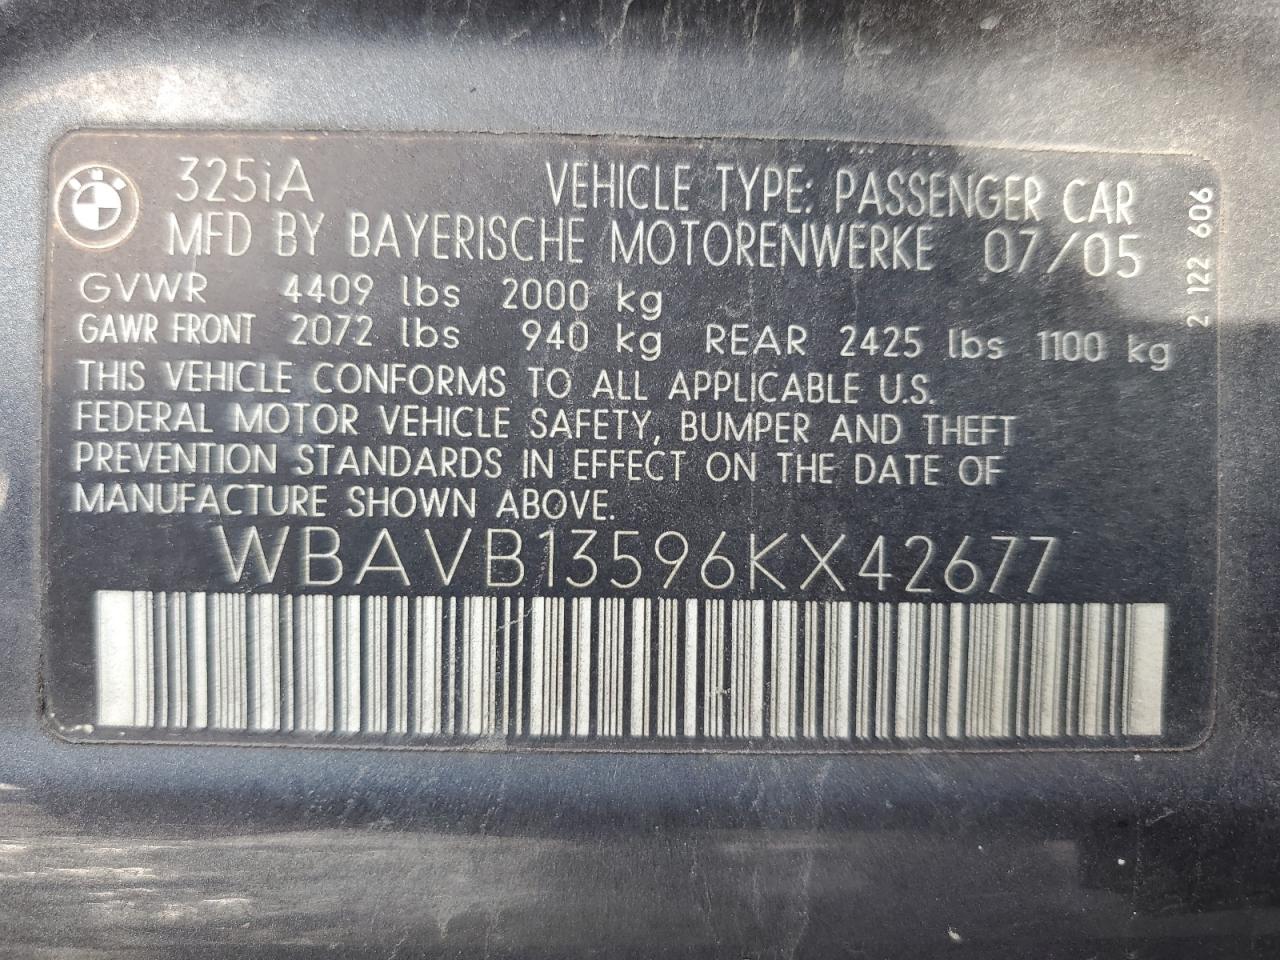 325iA VEHICLE TYPE: PASSENGER CAR
MFD BY BAYERISCHE MOTORENWERKE 07/05
GVWR 4409 lbs 2000 kg
GAWR FRONT 2072 lbs 940 kg REAR 2425 lbs 1100 kg
THIS VEHICLE CONFORMS TO ALL APPLICABLE U.S.
FEDERAL MOTOR VEHICLE SAFETY, BUMPER AND THEFT
PREVENTION STANDARDS IN EFFECT ON THE DATE OF
MANUFACTURE SHOWN ABOVE.
WBAVB13596KX42677
2 122 606